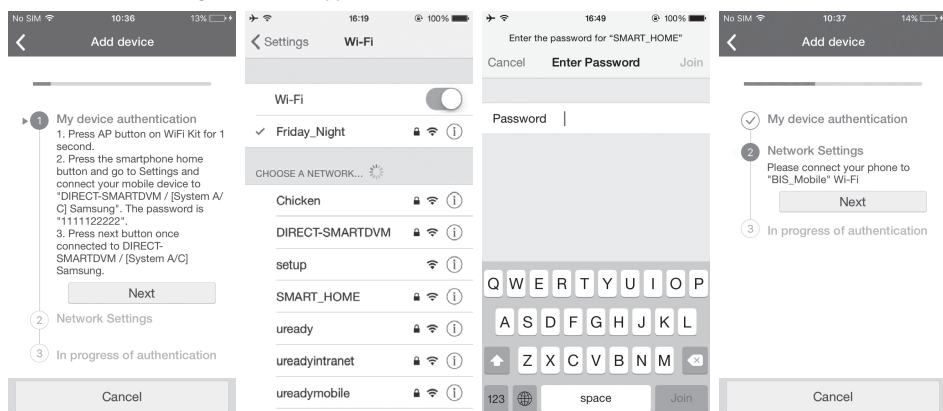 No SIM 10:36 13%
Add device
1 My device authentication
1. Press AP button on WiFi Kit for 1
second.
2. Press the smartphone home
button and go to Settings and
connect your mobile device to
"DIRECT-SMARTDVM / [System A/
C] Samsung". The password is
"1111122222".
3. Press next button once
connected to DIRECT-
SMARTDVM / [System A/C]
Samsung.
Next
2 Network Settings
3 In progress of authentication
Cancel
16:19 100%
Settings Wi-Fi
Wi-Fi
Friday_Night
CHOOSE A NETWORK...
Chicken
DIRECT-SMARTDVM
setup
SMART_HOME
uready
ureadyintranet
ureadymobile
16:49 100%
Enter the password for “SMART_HOME”
Cancel Enter Password Join
Password
Q W E R T Y U I O P
A S D F G H J K L
Z X C V B N M
123 space Join
No SIM 10:37 14%
Add device
My device authentication
2 Network Settings
Please connect your phone to
"BIS_Mobile" Wi-Fi
Next
3 In progress of authentication
Cancel